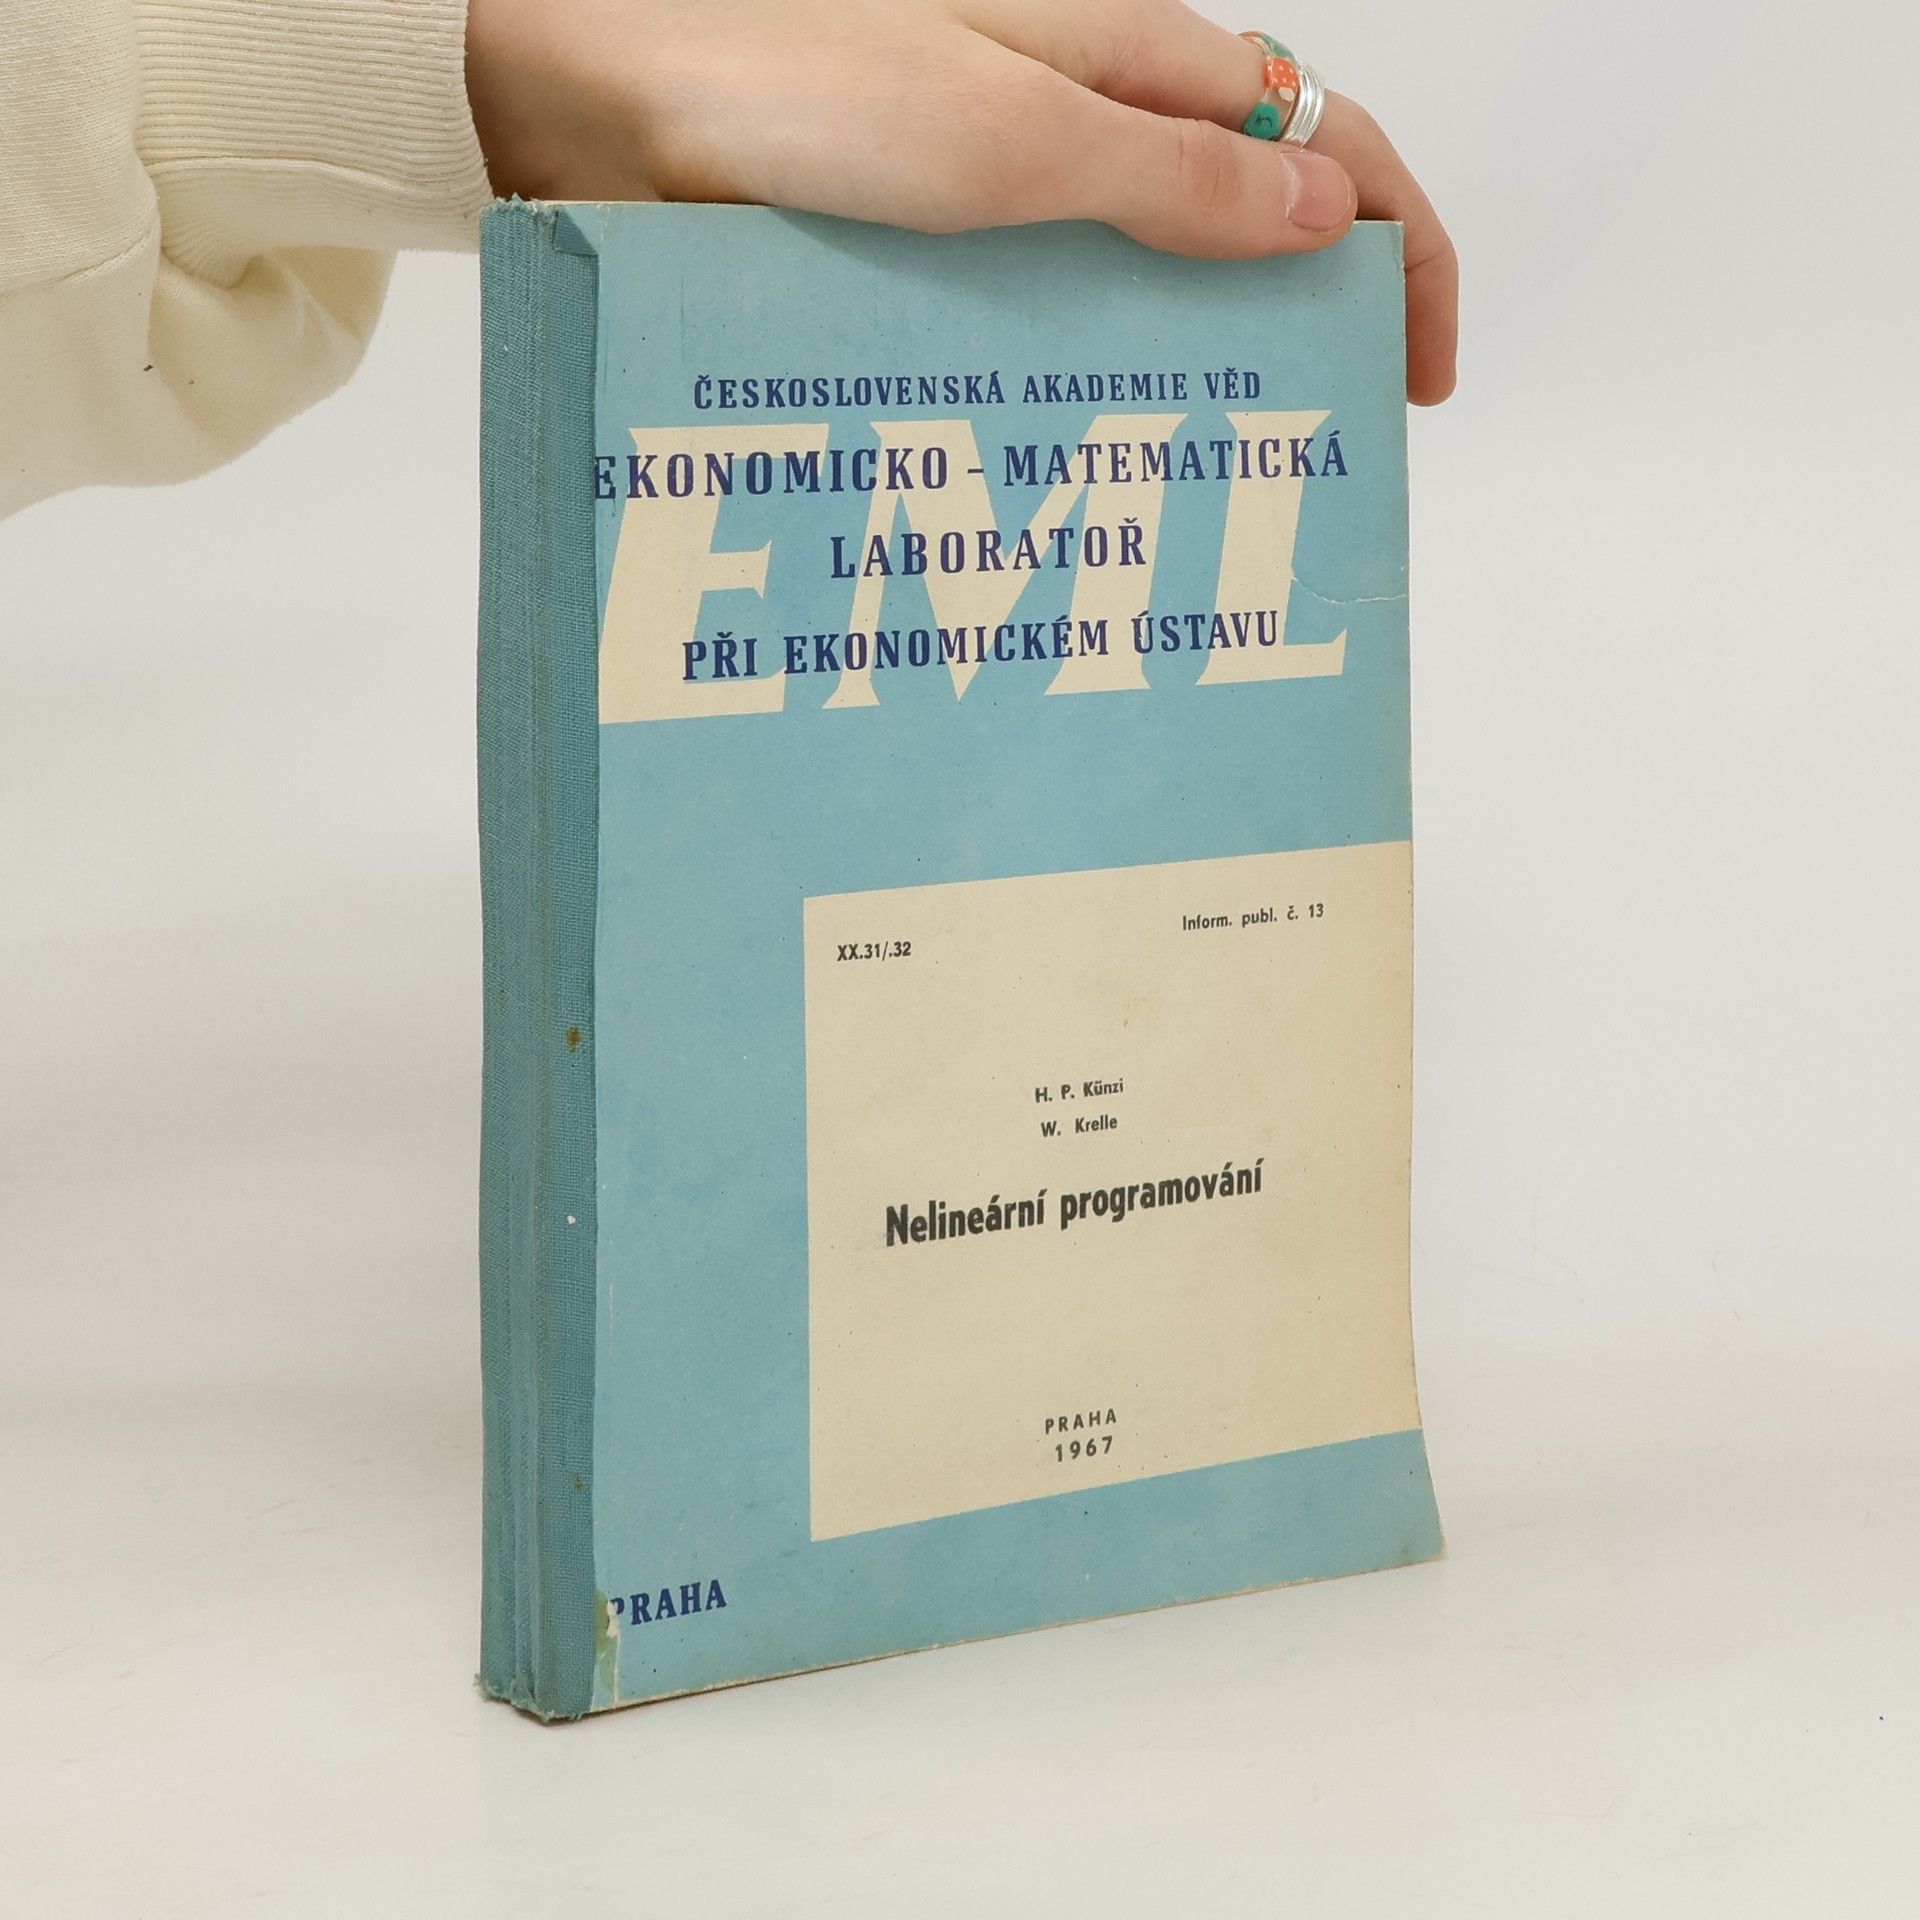 ČESKOSLOVENSKÁ AKADEMIE VĚD
EML
EKONOMICKO - MATEMATICKÁ
LABORATOŘ
PŘI EKONOMICKÉM ÚSTAVU
Inform. publ. č. 13
XX.31/.32
H. P. Künzi
W. Krelle
Nelineární programování
PRAHA
1967
PRAHA